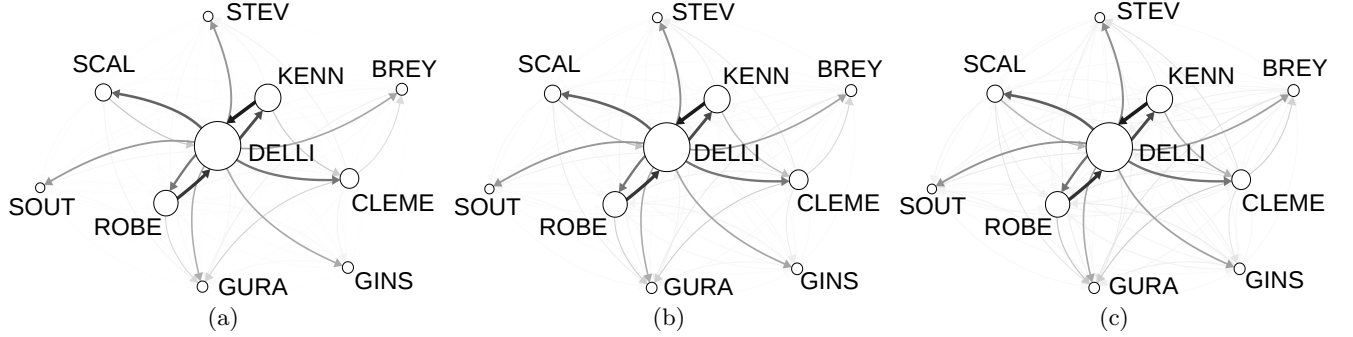 STEV
SCAL
KENN
BREY
DELLI
SOUT
CLEME
ROBE
GURA
GINS
(a)
STEV
SCAL
KENN
BREY
DELLI
SOUT
CLEME
ROBE
GURA
GINS
(b)
STEV
SCAL
KENN
BREY
DELLI
SOUT
CLEME
ROBE
GURA
GINS
(c)